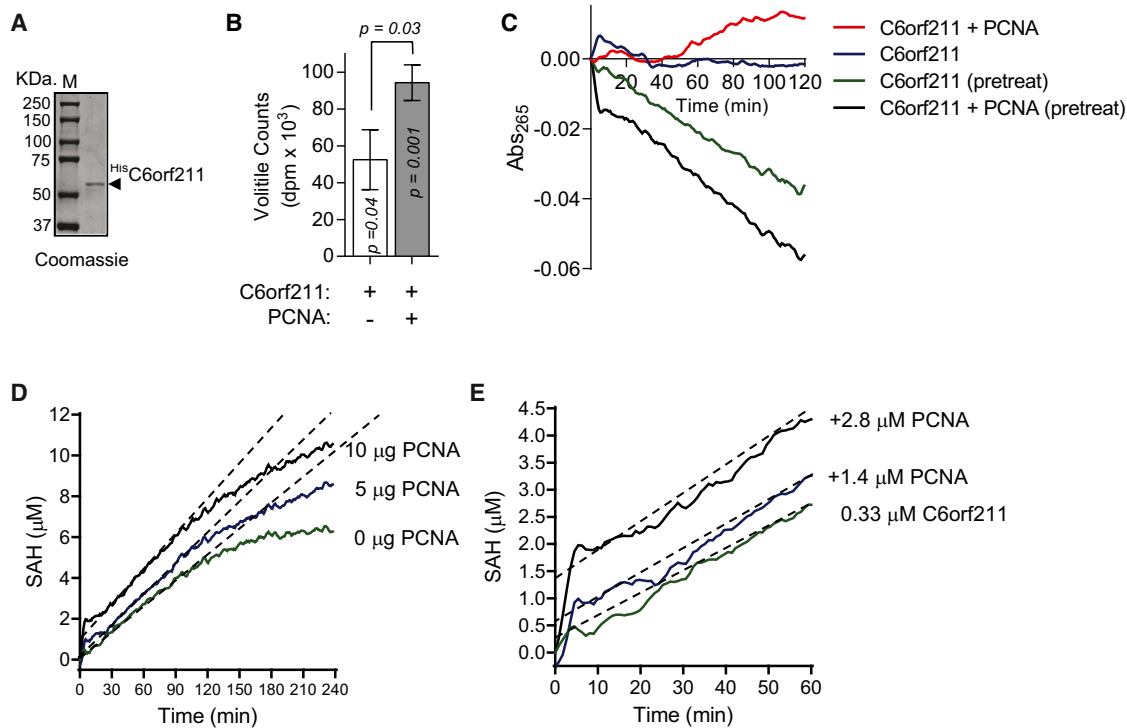 A
KDa. M
250
150
100
75
50
37
HisC6orf211
Coomassie
B
p = 0.03
100
80
60
40
20
0
Volitile Counts
(dpm x 10³)
p =0.04
p = 0.001
C6orf211: + +
PCNA: - +
C
-0.00
-0.02
-0.04
-0.06
Abs265
20 40 60 80 100 120
Time (min)
C6orf211 + PCNA
C6orf211
C6orf211 (pretreat)
C6orf211 + PCNA (pretreat)
D
12
10
8
6
4
2
0
SAH (μM)
0 30 60 90 120 150 180 210 240
Time (min)
10 μg PCNA
5 μg PCNA
0 μg PCNA
E
4.5
4.0
3.5
3.0
2.5
2.0
1.5
1.0
0.5
0.0
SAH (μM)
0 10 20 30 40 50 60
Time (min)
+2.8 μM PCNA
+1.4 μM PCNA
0.33 μM C6orf211